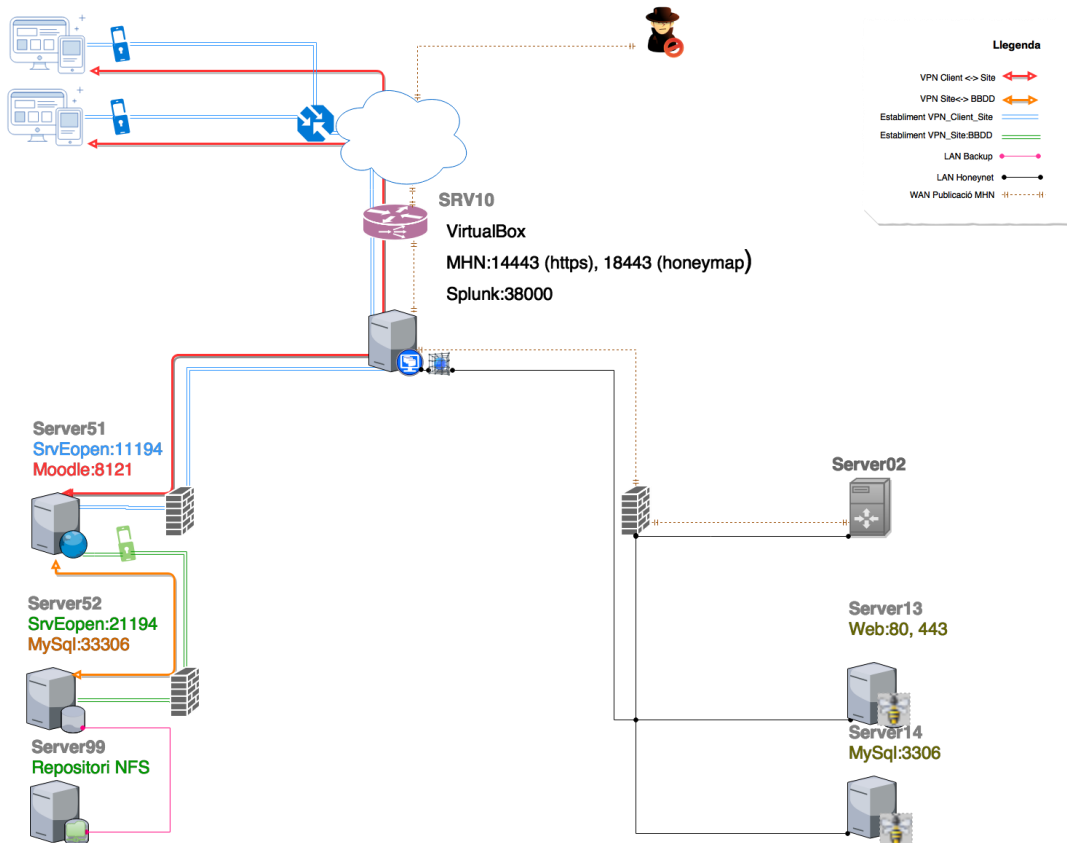 Llegenda
VPN Client <-> Site
VPN Site<-> BBDD
Establiment VPN_Client_Site
Establiment VPN_Site:BBDD
LAN Backup
LAN Honeynet
WAN Publicació MHN
SRV10
VirtualBox
MHN:14443 (https), 18443 (honeymap)
Splunk:38000
Server51
SrvEopen:11194
Moodle:8121
Server02
Server52
SrvEopen:21194
MySql:33306
Server13
Web:80, 443
Server99
Repositori NFS
Server14
MySql:3306